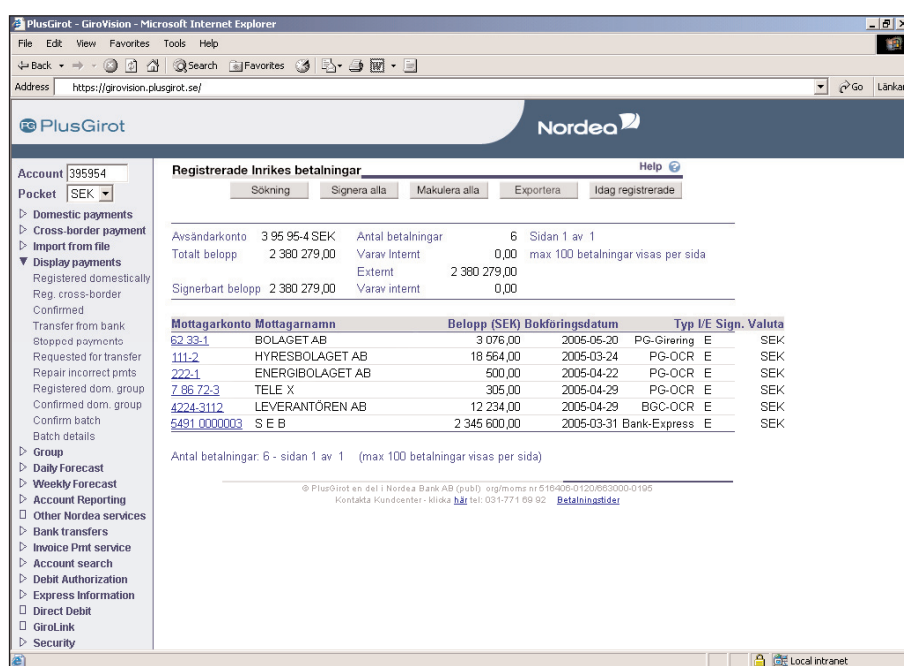 PlusGirot - GiroVision - Microsoft Internet Explorer
File Edit View Favorites Tools Help
Back Search Favorites
Address https://girovision.plusgirot.se/ Go Länkar
PG PlusGirot
Nordea
Account 395954
Pocket SEK
Domestic payments
Cross-border payment
Import from file
Display payments
Registered domestically
Reg. cross-border
Confirmed
Transfer from bank
Stopped payments
Requested for transfer
Repair incorrect pmts
Registered dom. group
Confirmed dom. group
Confirm batch
Batch details
Group
Daily Forecast
Weekly Forecast
Account Reporting
Other Nordea services
Bank transfers
Invoice Pmt service
Account search
Debit Authorization
Express Information
Direct Debit
GiroLink
Security
Registrerade Inrikes betalningar Help ?
Sökning Signera alla Makulera alla Exportera Idag registrerade
Avsändarkonto 3 95 95-4 SEK Antal betalningar 6 Sidan 1 av 1
Totalt belopp 2 380 279,00 Varav Internt 0,00 max 100 betalningar visas per sida
Externt 2 380 279,00
Signerbart belopp 2 380 279,00 Varav internt 0,00
Mottagarkonto Mottagarnamn Belopp (SEK) Bokföringsdatum Typ I/E Sign. Valuta
62 33-1 BOLAGET AB 3 076,00 2005-05-20 PG-Girering E SEK
111-2 HYRESBOLAGET AB 18 564,00 2005-03-24 PG-OCR E SEK
222-1 ENERGIBOLAGET AB 500,00 2005-04-22 PG-OCR E SEK
7 86 72-3 TELE X 305,00 2005-04-29 PG-OCR E SEK
4224-3112 LEVERANTÖREN AB 12 234,00 2005-04-29 BGC-OCR E SEK
5491 0000003 S E B 2 345 600,00 2005-03-31 Bank-Express E SEK
Antal betalningar: 6 - sidan 1 av 1 (max 100 betalningar visas per sida)
© PlusGirot en del i Nordea Bank AB (publ) org/moms nr 516406-0120/663000-0195
Kontakta Kundcenter - klicka här tel: 031-771 69 92 Betalningstider
Local intranet